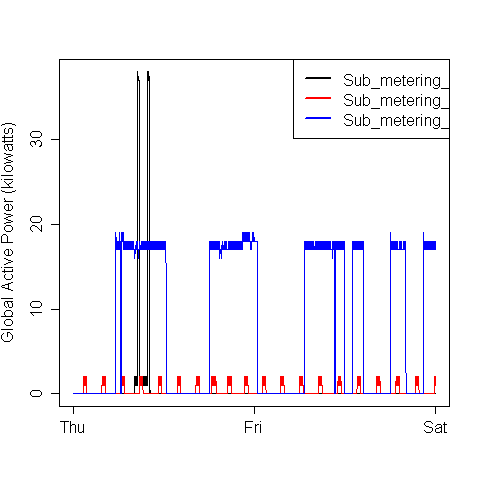 Sub_metering_
Sub_metering_
Sub_metering_
Global Active Power (kilowatts)
30
20
10
0
Thu Fri Sat